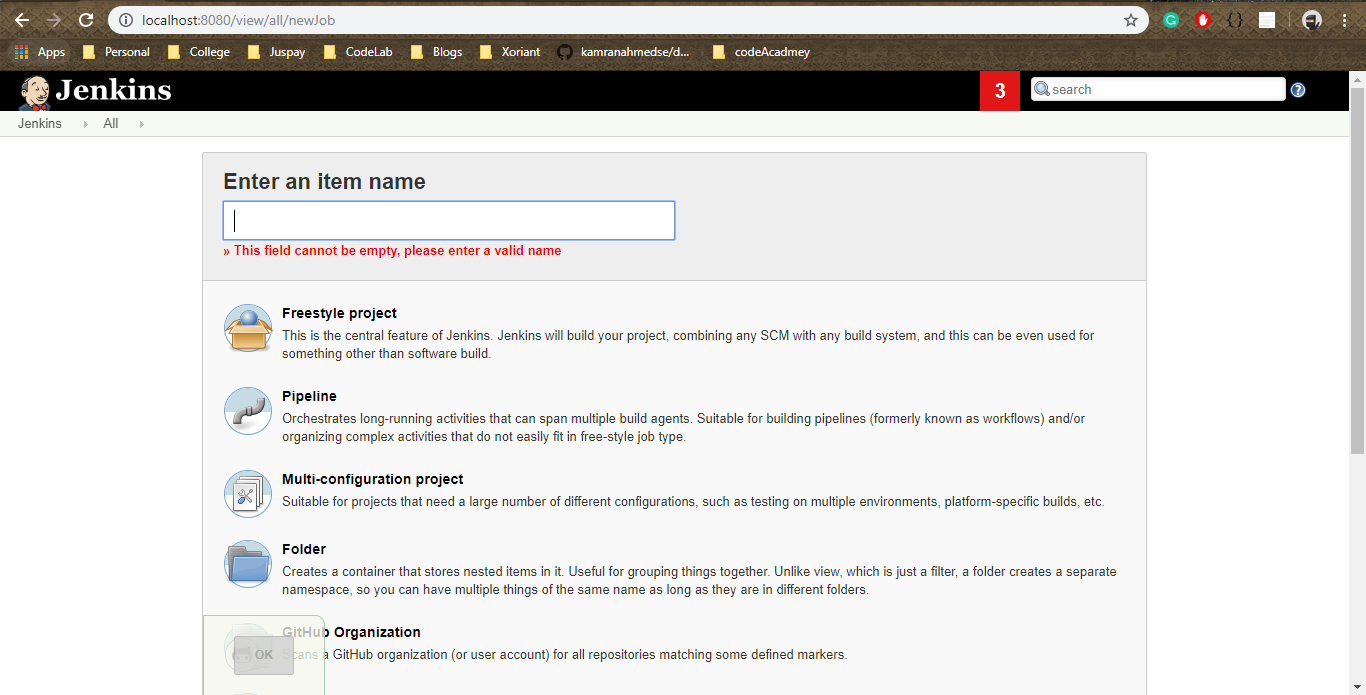 localhost:8080/view/all/newJob
Apps Personal College Juspay CodeLab Blogs Xoriant kamranahmedse/d... codeAcadmey
Jenkins 3 search
Jenkins All
Enter an item name
» This field cannot be empty, please enter a valid name
Freestyle project
This is the central feature of Jenkins. Jenkins will build your project, combining any SCM with any build system, and this can be even used for
something other than software build.
Pipeline
Orchestrates long-running activities that can span multiple build agents. Suitable for building pipelines (formerly known as workflows) and/or
organizing complex activities that do not easily fit in free-style job type.
Multi-configuration project
Suitable for projects that need a large number of different configurations, such as testing on multiple environments, platform-specific builds, etc.
Folder
Creates a container that stores nested items in it. Useful for grouping things together. Unlike view, which is just a filter, a folder creates a separate
namespace, so you can have multiple things of the same name as long as they are in different folders.
GitHub Organization
OK
Scans a GitHub organization (or user account) for all repositories matching some defined markers.